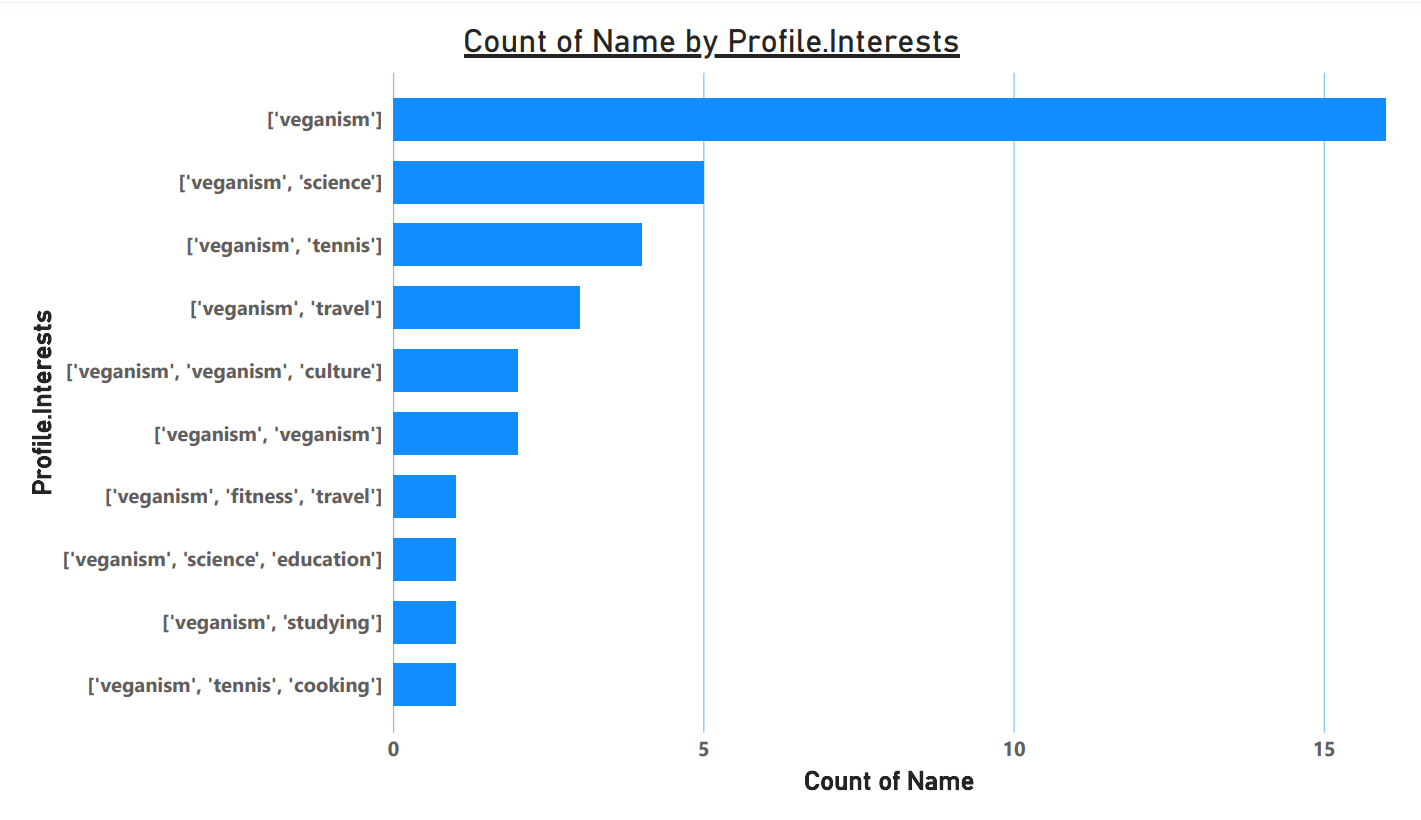 Count of Name by Profile.Interests
['veganism']
['veganism', 'science']
['veganism', 'tennis']
['veganism', 'travel']
['veganism', 'veganism', 'culture']
['veganism', 'veganism']
['veganism', 'fitness', 'travel']
['veganism', 'science', 'education']
['veganism', 'studying']
['veganism', 'tennis', 'cooking']
Profile.Interests
0 5 10 15
Count of Name